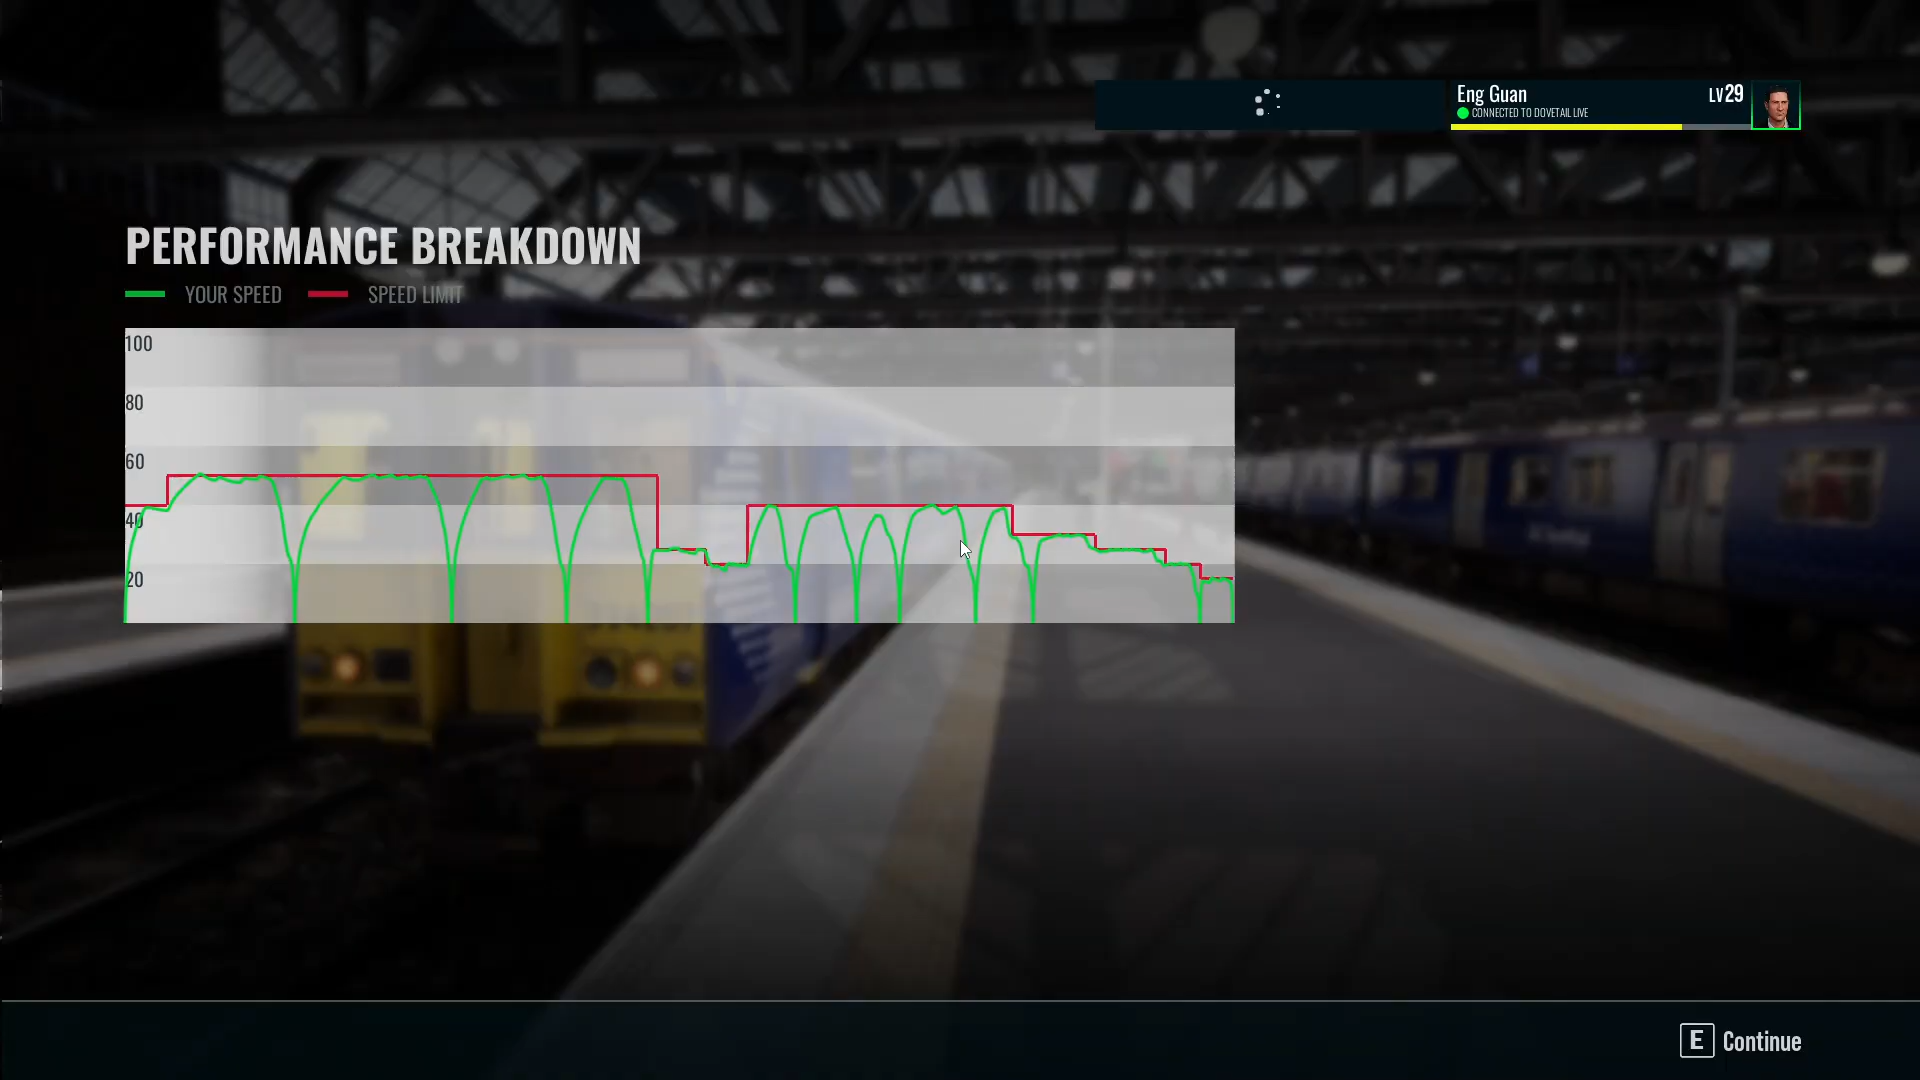 Eng Guan LV29
CONNECTED TO DOVETAIL LIVE
PERFORMANCE BREAKDOWN
YOUR SPEED SPEED LIMIT
100
80
60
40
20
E Continue